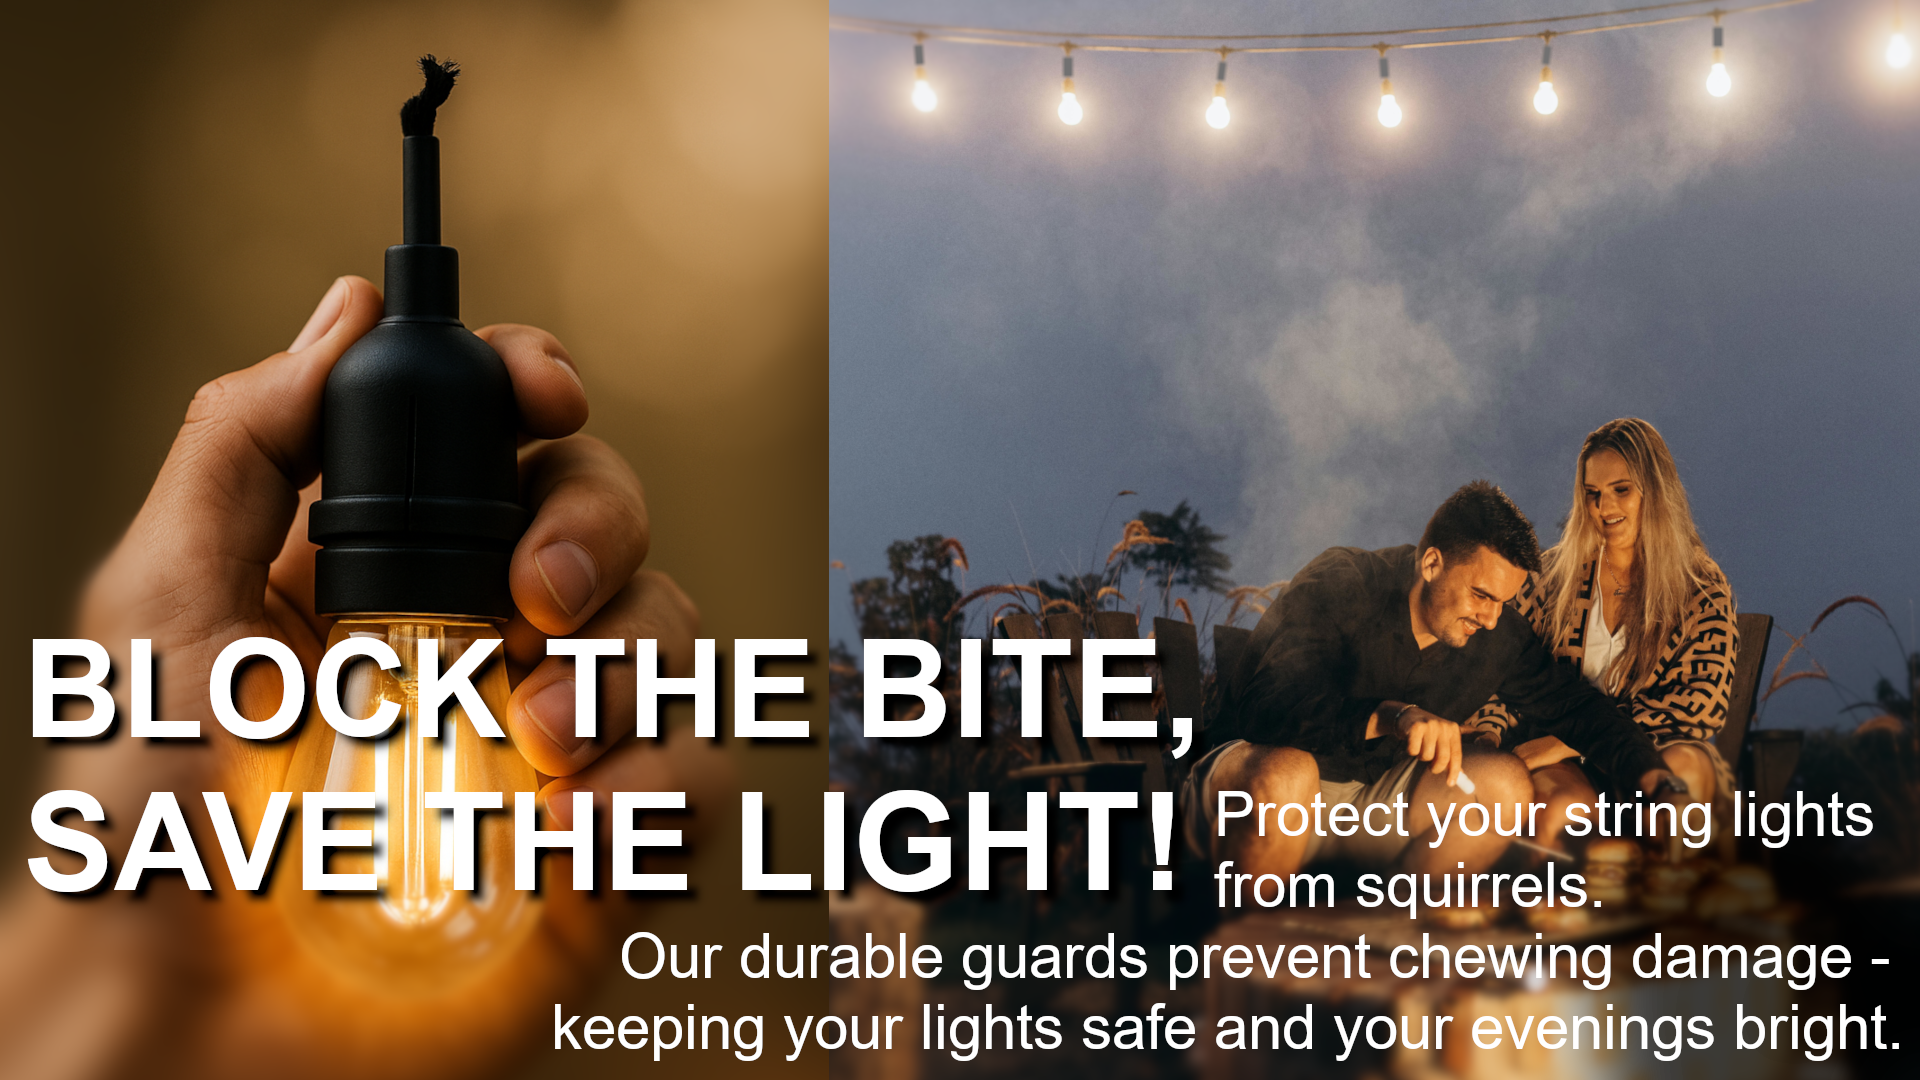 BLOCK THE BITE,
SAVE THE LIGHT!
Protect your string lights
from squirrels.
Our durable guards prevent chewing damage -
keeping your lights safe and your evenings bright.